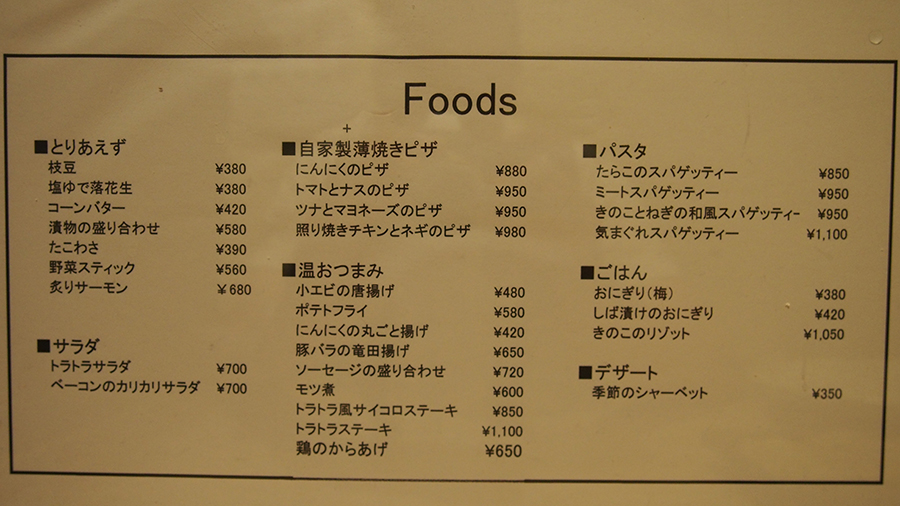 Foods
■とりあえず
枝豆 ¥380
塩ゆで落花生 ¥380
コーンバター ¥420
漬物の盛り合わせ ¥580
たこわさ ¥390
野菜スティック ¥560
炙りサーモン ¥680
■サラダ
トラトラサラダ ¥700
ベーコンのカリカリサラダ ¥700
■自家製薄焼きピザ
にんにくのピザ ¥880
トマトとナスのピザ ¥950
ツナとマヨネーズのピザ ¥950
照り焼きチキンとネギのピザ ¥980
■温おつまみ
小エビの唐揚げ ¥480
ポテトフライ ¥580
にんにくの丸ごと揚げ ¥420
豚バラの竜田揚げ ¥650
ソーセージの盛り合わせ ¥720
モツ煮 ¥600
トラトラ風サイコロステーキ ¥850
トラトラステーキ ¥1,100
鶏のからあげ ¥650
■パスタ
たらこのスパゲッティー ¥850
ミートスパゲッティー ¥950
きのことねぎの和風スパゲッティー ¥950
気まぐれスパゲッティー ¥1,100
■ごはん
おにぎり(梅) ¥380
しば漬けのおにぎり ¥420
きのこのリゾット ¥1,050
■デザート
季節のシャーベット ¥350